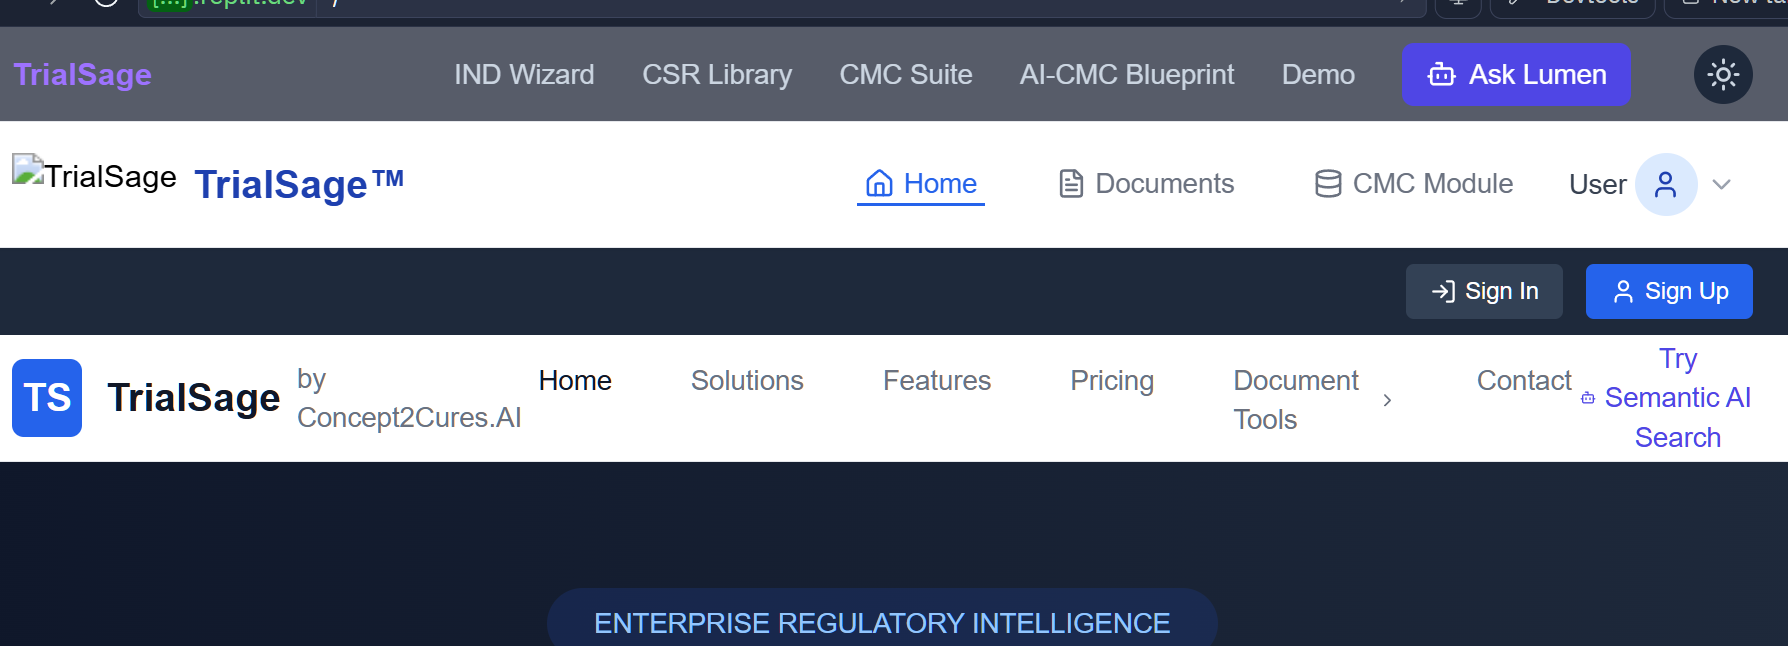 [...].replit.dev /
Devtools
TrialSage
IND Wizard
CSR Library
CMC Suite
AI-CMC Blueprint
Demo
Ask Lumen
TrialSage
TrialSage™
Home
Documents
CMC Module
User
Sign In
Sign Up
TS
TrialSage
by
Concept2Cures.AI
Home
Solutions
Features
Pricing
Document
Tools
Contact
Try
Semantic AI
Search
ENTERPRISE REGULATORY INTELLIGENCE